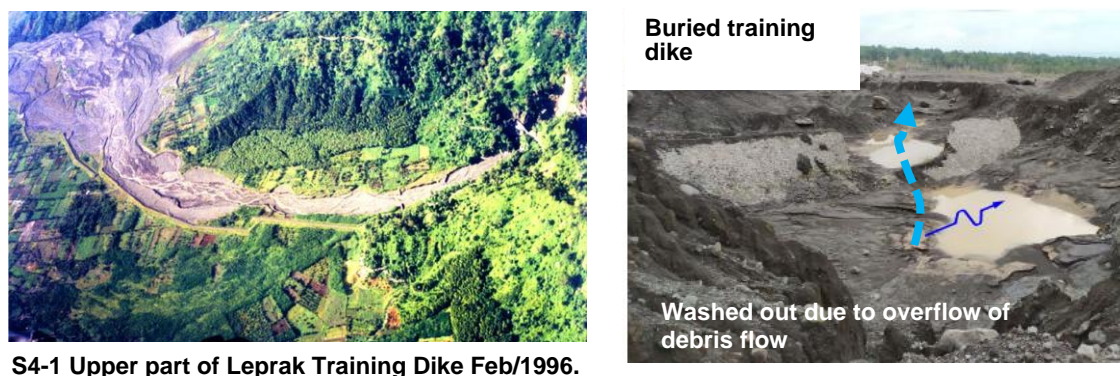 Buried training
dike
Washed out due to overflow of
debris flow
S4-1 Upper part of Leprak Training Dike Feb/1996.